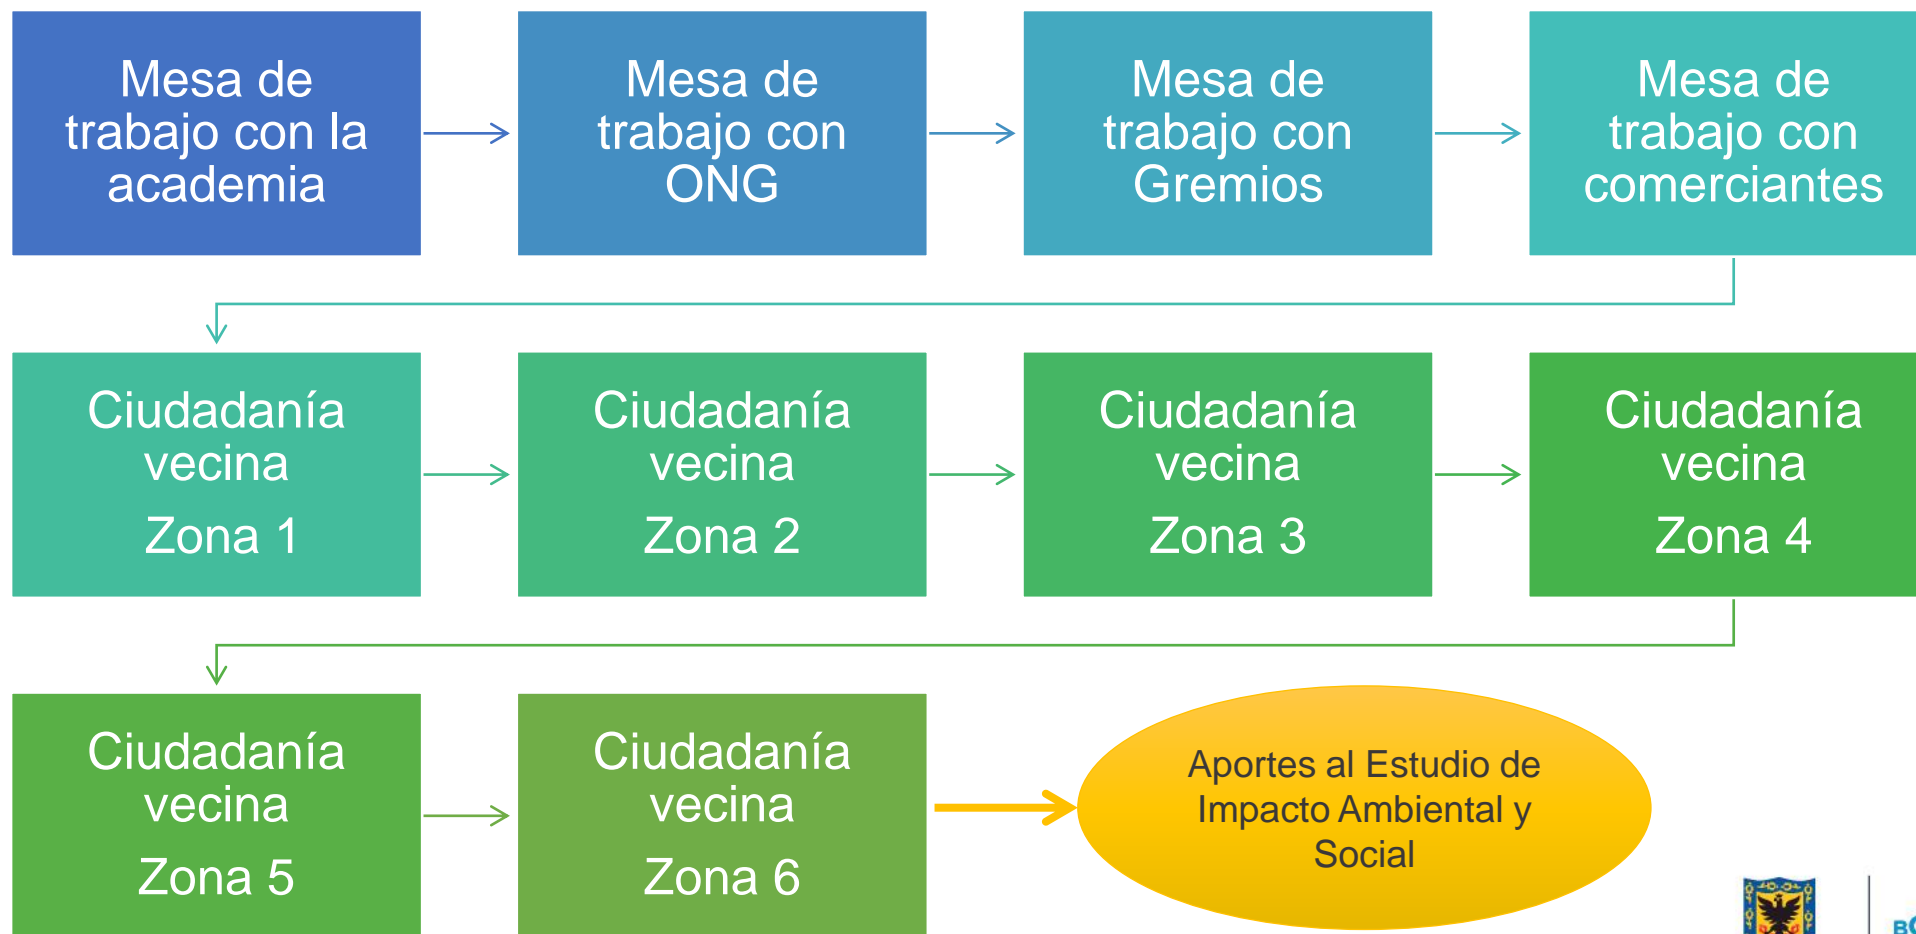 Mesa de
trabajo con la
academia
Mesa de
trabajo con
ONG
Mesa de
trabajo con
Gremios
Mesa de
trabajo con
comerciantes
Ciudadanía
vecina
Zona 1
Ciudadanía
vecina
Zona 2
Ciudadanía
vecina
Zona 3
Ciudadanía
vecina
Zona 4
Ciudadanía
vecina
Zona 5
Ciudadanía
vecina
Zona 6
Aportes al Estudio de
Impacto Ambiental y
Social